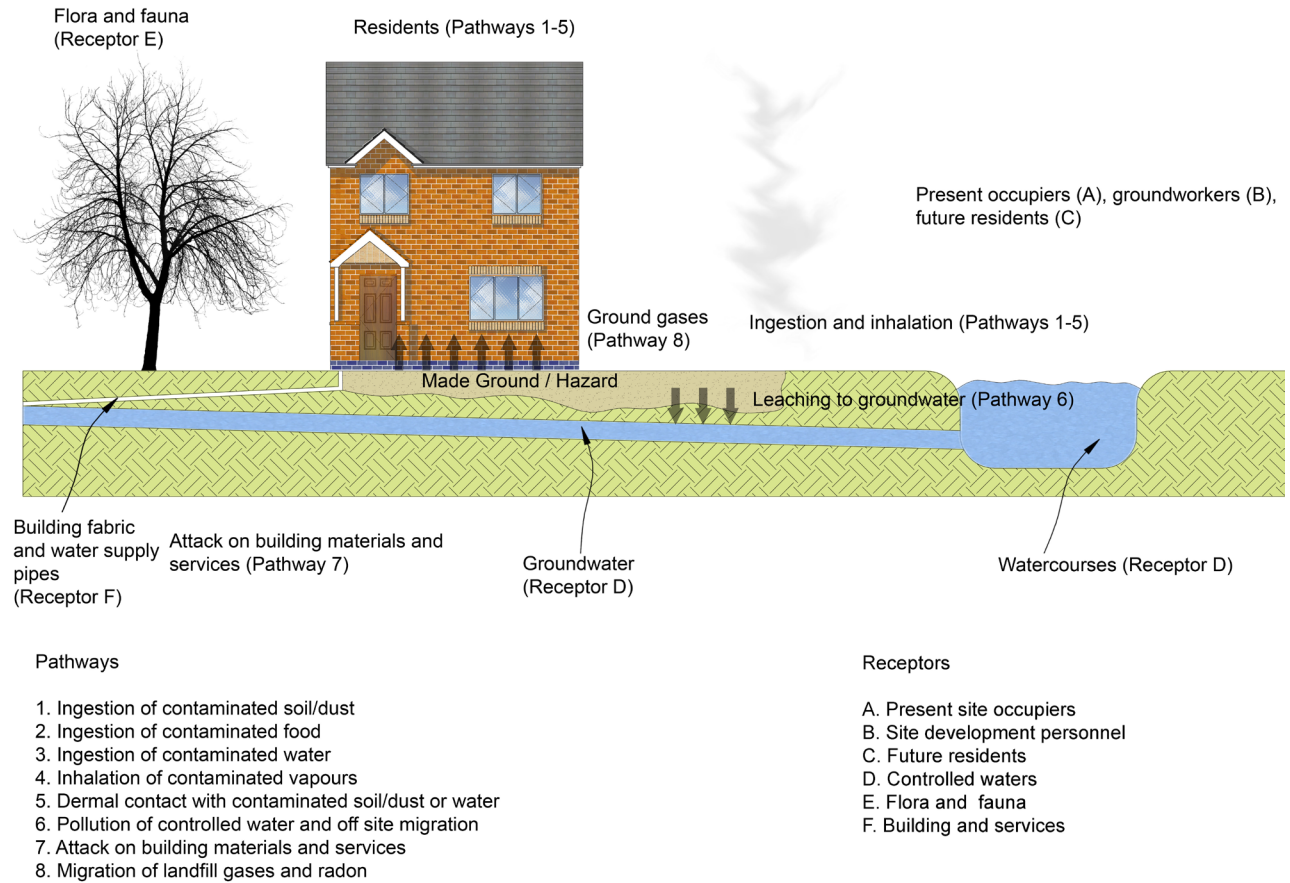 Flora and fauna
(Receptor E)
Residents (Pathways 1-5)
Present occupiers (A), groundworkers (B),
future residents (C)
Ground gases
(Pathway 8)
Ingestion and inhalation (Pathways 1-5)
Made Ground / Hazard
Leaching to groundwater (Pathway 6)
Building fabric
and water supply
pipes
(Receptor F)
Attack on building materials and
services (Pathway 7)
Groundwater
(Receptor D)
Watercourses (Receptor D)
Pathways
1. Ingestion of contaminated soil/dust
2. Ingestion of contaminated food
3. Ingestion of contaminated water
4. Inhalation of contaminated vapours
5. Dermal contact with contaminated soil/dust or water
6. Pollution of controlled water and off site migration
7. Attack on building materials and services
8. Migration of landfill gases and radon
Receptors
A. Present site occupiers
B. Site development personnel
C. Future residents
D. Controlled waters
E. Flora and  fauna
F. Building and services